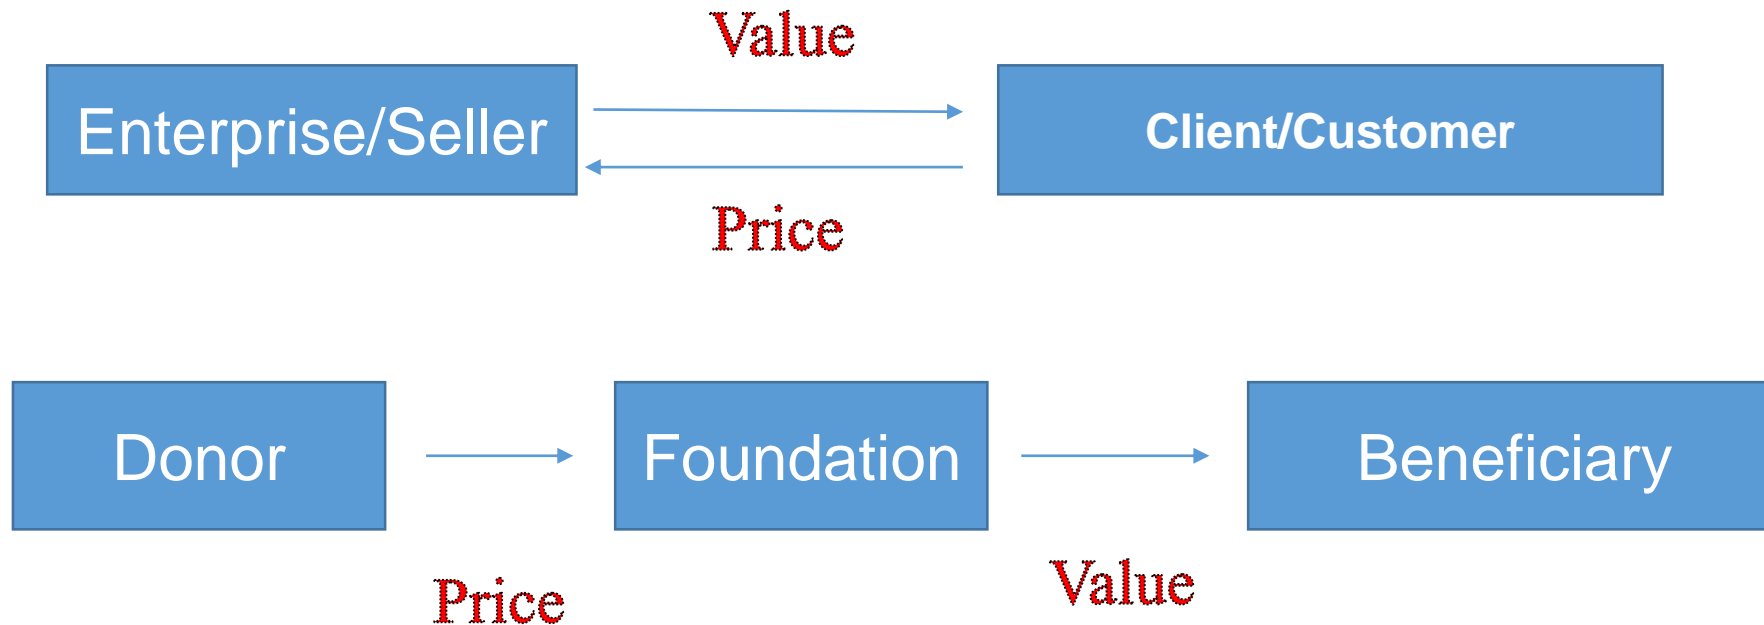 Value
Enterprise/Seller
Client/Customer
Price
Donor
Foundation
Beneficiary
Price
Value